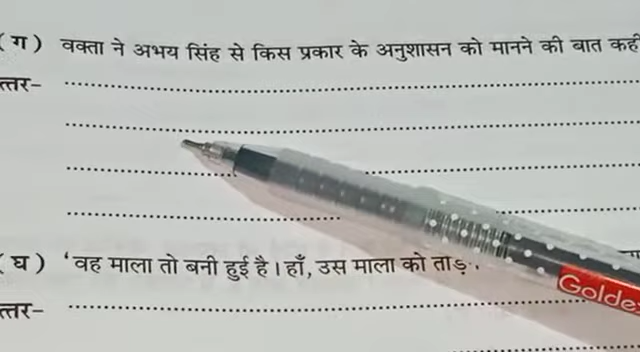 (ग) वक्ता ने अभय सिंह से किस प्रकार के अनुशासन को मानने की बात कही
त्तर–
(घ) 'वह माला तो बनी हुई है। हाँ, उस माला को
Golde
त्तर–